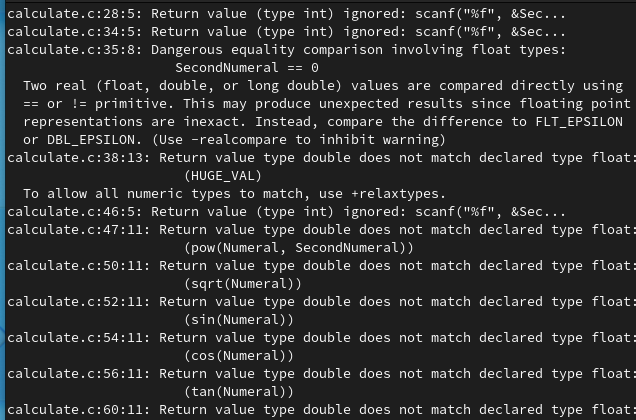 calculate.c:28:5: Return value (type int) ignored: scanf("%f", &Sec...
calculate.c:34:5: Return value (type int) ignored: scanf("%f", &Sec...
calculate.c:35:8: Dangerous equality comparison involving float types:
SecondNumeral == 0
Two real (float, double, or long double) values are compared directly using
== or != primitive. This may produce unexpected results since floating point
representations are inexact. Instead, compare the difference to FLT_EPSILON
or DBL_EPSILON. (Use -realcompare to inhibit warning)
calculate.c:38:13: Return value type double does not match declared type float:
(HUGE_VAL)
To allow all numeric types to match, use +relaxtypes.
calculate.c:46:5: Return value (type int) ignored: scanf("%f", &Sec...
calculate.c:47:11: Return value type double does not match declared type float:
(pow(Numeral, SecondNumeral))
calculate.c:50:11: Return value type double does not match declared type float:
(sqrt(Numeral))
calculate.c:52:11: Return value type double does not match declared type float:
(sin(Numeral))
calculate.c:54:11: Return value type double does not match declared type float:
(cos(Numeral))
calculate.c:56:11: Return value type double does not match declared type float:
(tan(Numeral))
calculate.c:60:11: Return value type double does not match declared type float: